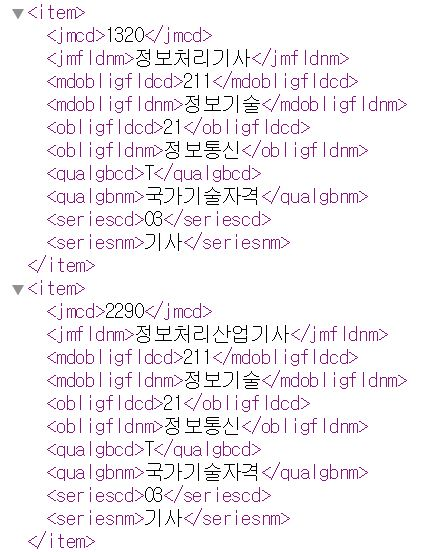 ▼<item>
<jmcd>1320</jmcd>
<jmfldnm>정보처리기사</jmfldnm>
<mdobligfldcd>211</mdobligfldcd>
<mdobligfldnm>정보기술</mdobligfldnm>
<obligfldcd>21</obligfldcd>
<obligfldnm>정보통신</obligfldnm>
<qualgbcd>T</qualgbcd>
<qualgbnm>국가기술자격</qualgbnm>
<seriescd>03</seriescd>
<seriesnm>기사</seriesnm>
</item>
▼<item>
<jmcd>2290</jmcd>
<jmfldnm>정보처리산업기사</jmfldnm>
<mdobligfldcd>211</mdobligfldcd>
<mdobligfldnm>정보기술</mdobligfldnm>
<obligfldcd>21</obligfldcd>
<obligfldnm>정보통신</obligfldnm>
<qualgbcd>T</qualgbcd>
<qualgbnm>국가기술자격</qualgbnm>
<seriescd>03</seriescd>
<seriesnm>기사</seriesnm>
</item>